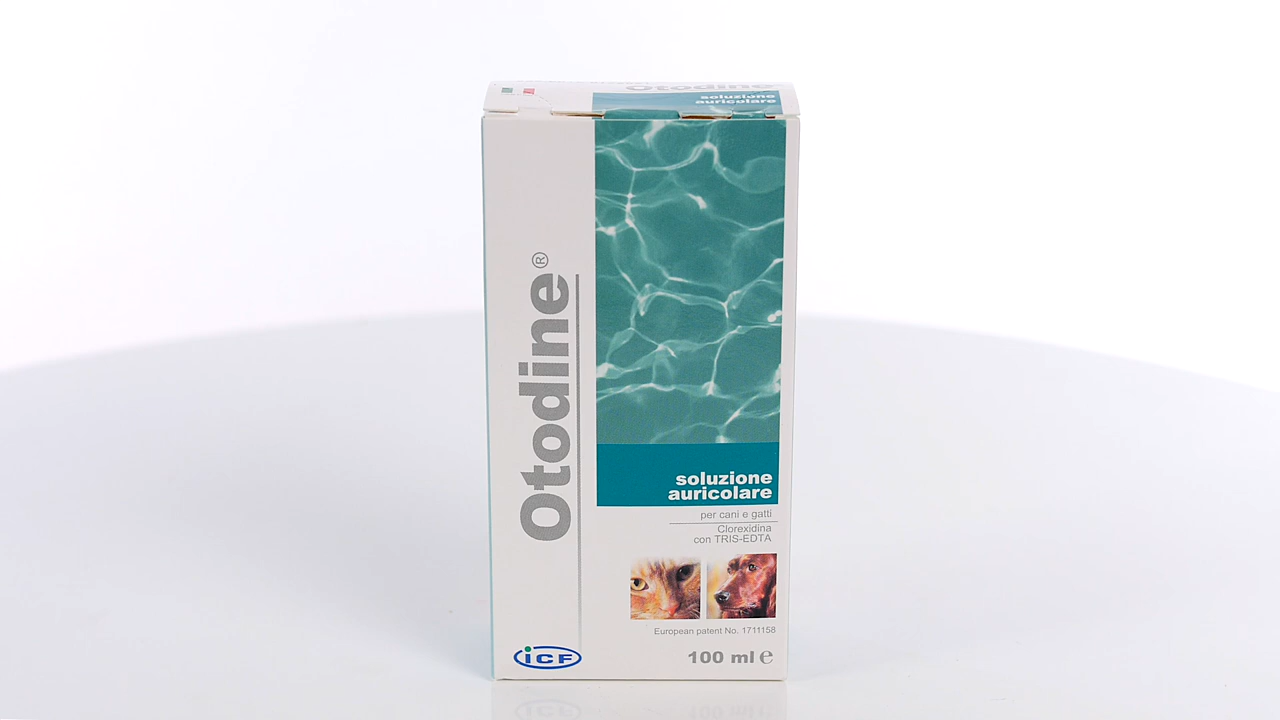 Otodine
soluzione
auricolare
Otodine®
soluzione
auricolare
per cani e gatti
Clorexidina
con TRIS-EDTA
European patent No. 1711158
ICF
100 ml e